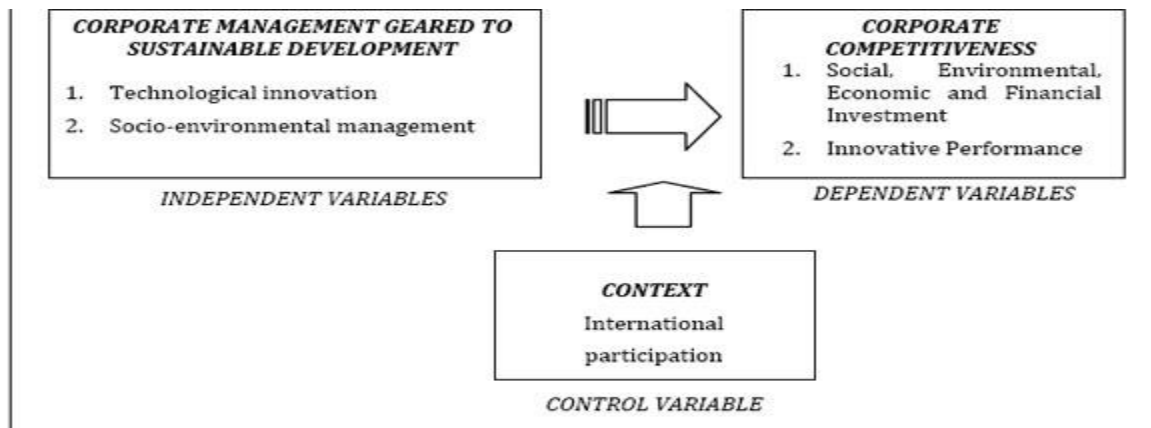 CORPORATE MANAGEMENT GEARED TO
SUSTAINABLE DEVELOPMENT
1. Technological innovation
2. Socio-environmental management
INDEPENDENT VARIABLES
CORPORATE
COMPETITIVENESS
1. Social, Environmental,
Economic and Financial
Investment
2. Innovative Performance
DEPENDENT VARIABLES
CONTEXT
International
participation
CONTROL VARIABLE